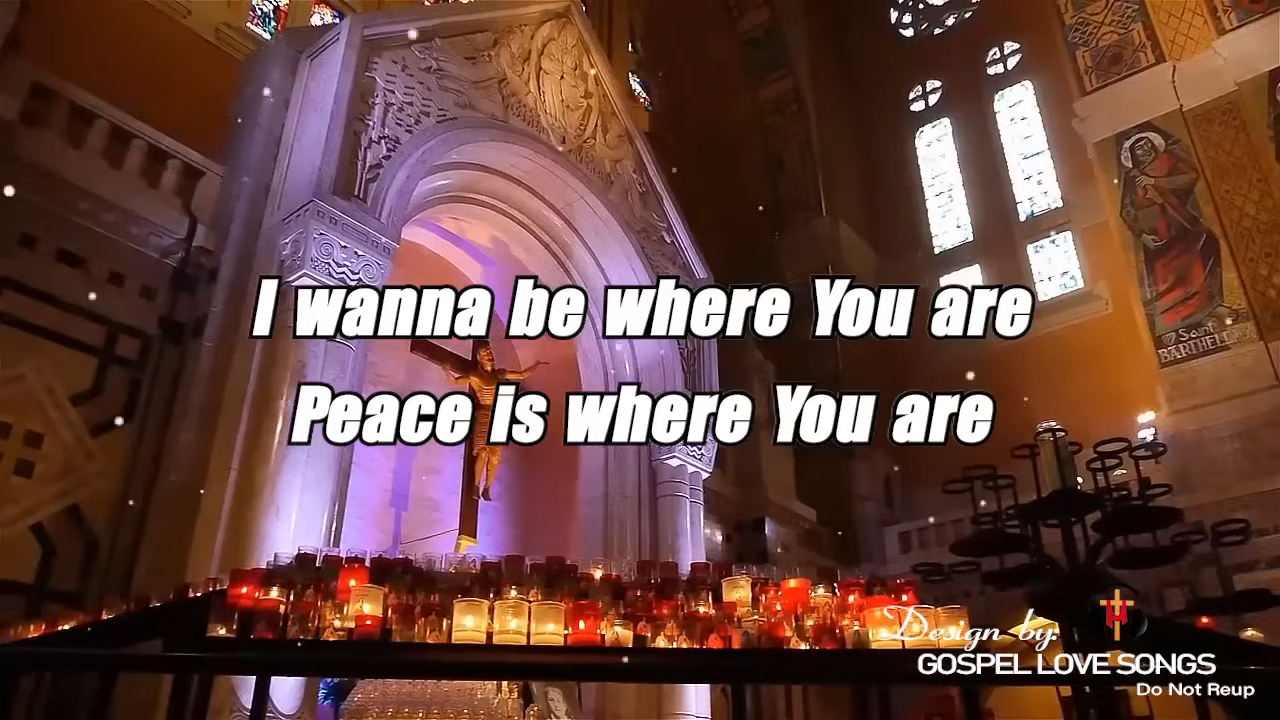 I wanna be where You are
Peace is where You are
Saint
BARTHELEMY
Design by:
GOSPEL LOVE SONGS
Do Not Reup